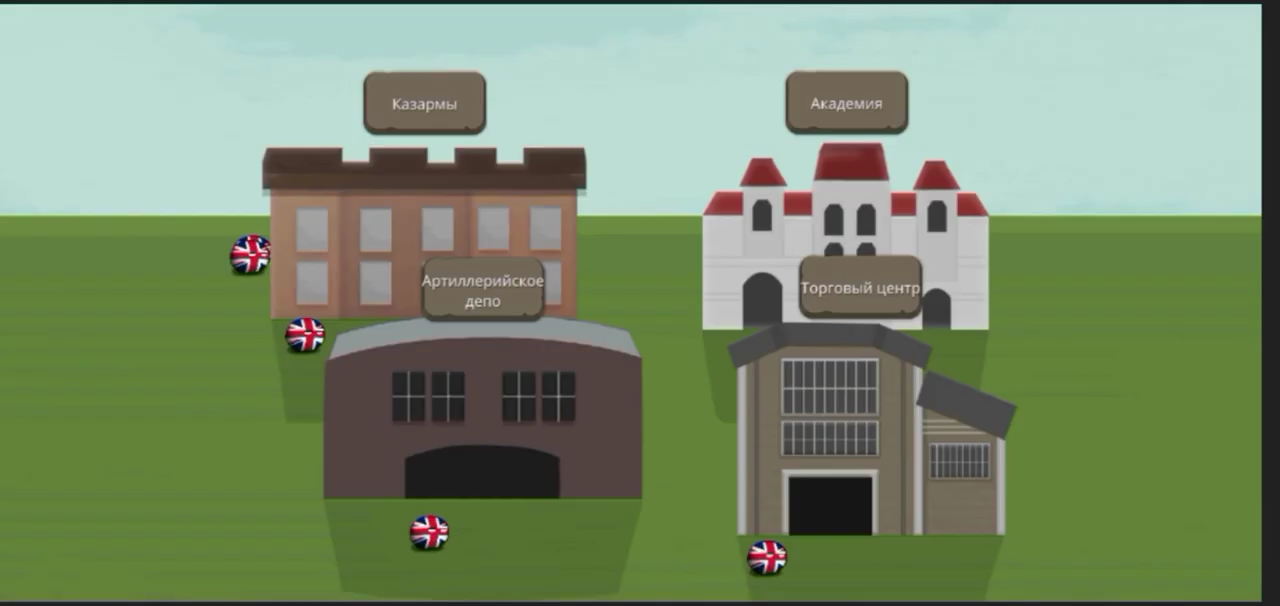 Казармы
Академия
Артиллерийское
депо
Торговый центр